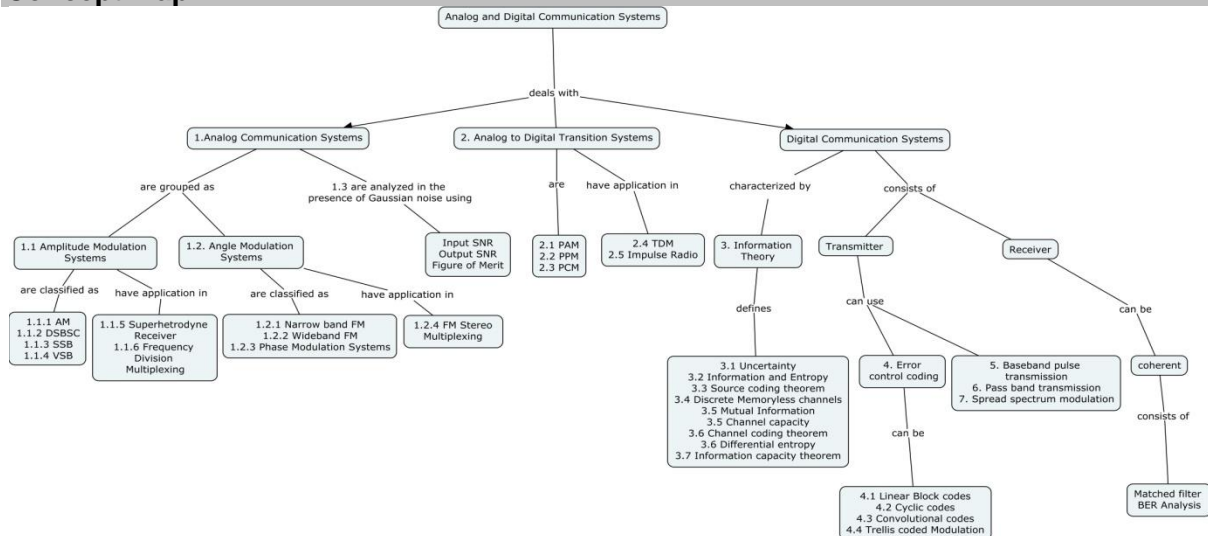 Analog and Digital Communication Systems
deals with
1.Analog Communication Systems
2. Analog to Digital Transition Systems
Digital Communication Systems
are grouped as
1.3 are analyzed in the
presence of Gaussian noise using
are
have application in
characterized by
consists of
1.1 Amplitude Modulation
Systems
1.2. Angle Modulation
Systems
Input SNR
Output SNR
Figure of Merit
2.1 PAM
2.2 PPM
2.3 PCM
2.4 TDM
2.5 Impulse Radio
3. Information
Theory
Transmitter
Receiver
are classified as
have application in
are classified as
have application in
defines
can use
can be
1.1.1 AM
1.1.2 DSBSC
1.1.3 SSB
1.1.4 VSB
1.1.5 Superhetrodyne
Receiver
1.1.6 Frequency
Division
Multiplexing
1.2.1 Narrow band FM
1.2.2 Wideband FM
1.2.3 Phase Modulation Systems
1.2.4 FM Stereo
Multiplexing
3.1 Uncertainty
3.2 Information and Entropy
3.3 Source coding theorem
3.4 Discrete Memoryless channels
3.5 Mutual Information
3.5 Channel capacity
3.6 Channel coding theorem
3.6 Differential entropy
3.7 Information capacity theorem
4. Error
control coding
5. Baseband pulse
transmission
6. Pass band transmission
7. Spread spectrum modulation
coherent
can be
consists of
4.1 Linear Block codes
4.2 Cyclic codes
4.3 Convolutional codes
4.4 Trellis coded Modulation
Matched filter
BER Analysis